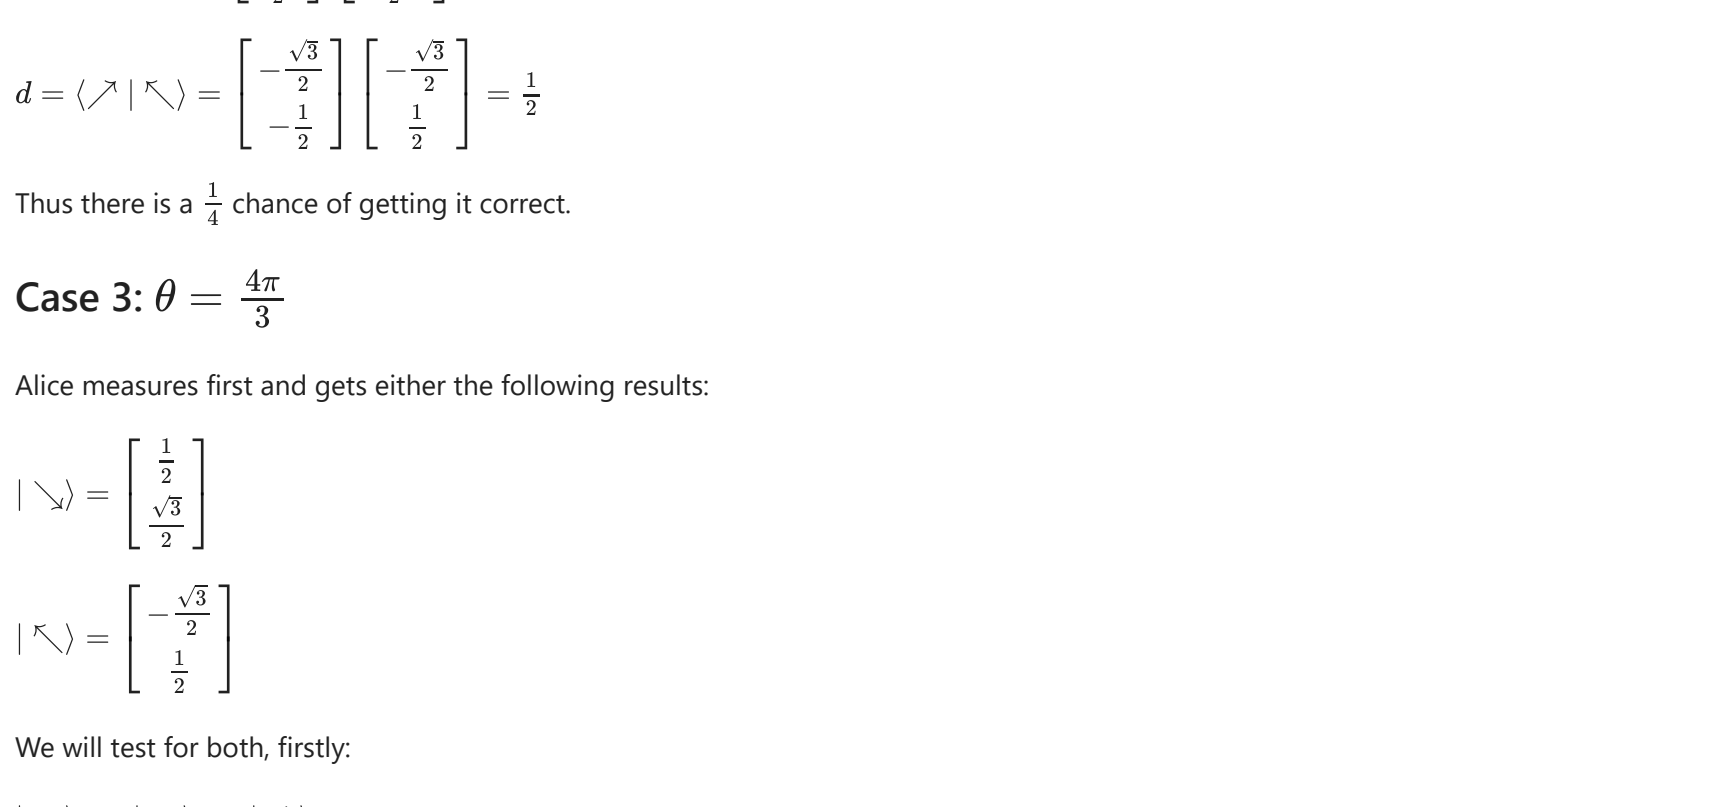 d = ⟨↗ | ↖⟩ = [ −√3/2 −1/2 ] [ −√3/2 1/2 ] = 1/2
Thus there is a 1/4 chance of getting it correct.
Case 3: θ = 4π/3
Alice measures first and gets either the following results:
| ↘⟩ = [ 1/2 √3/2 ]
| ↖⟩ = [ −√3/2 1/2 ]
We will test for both, firstly: